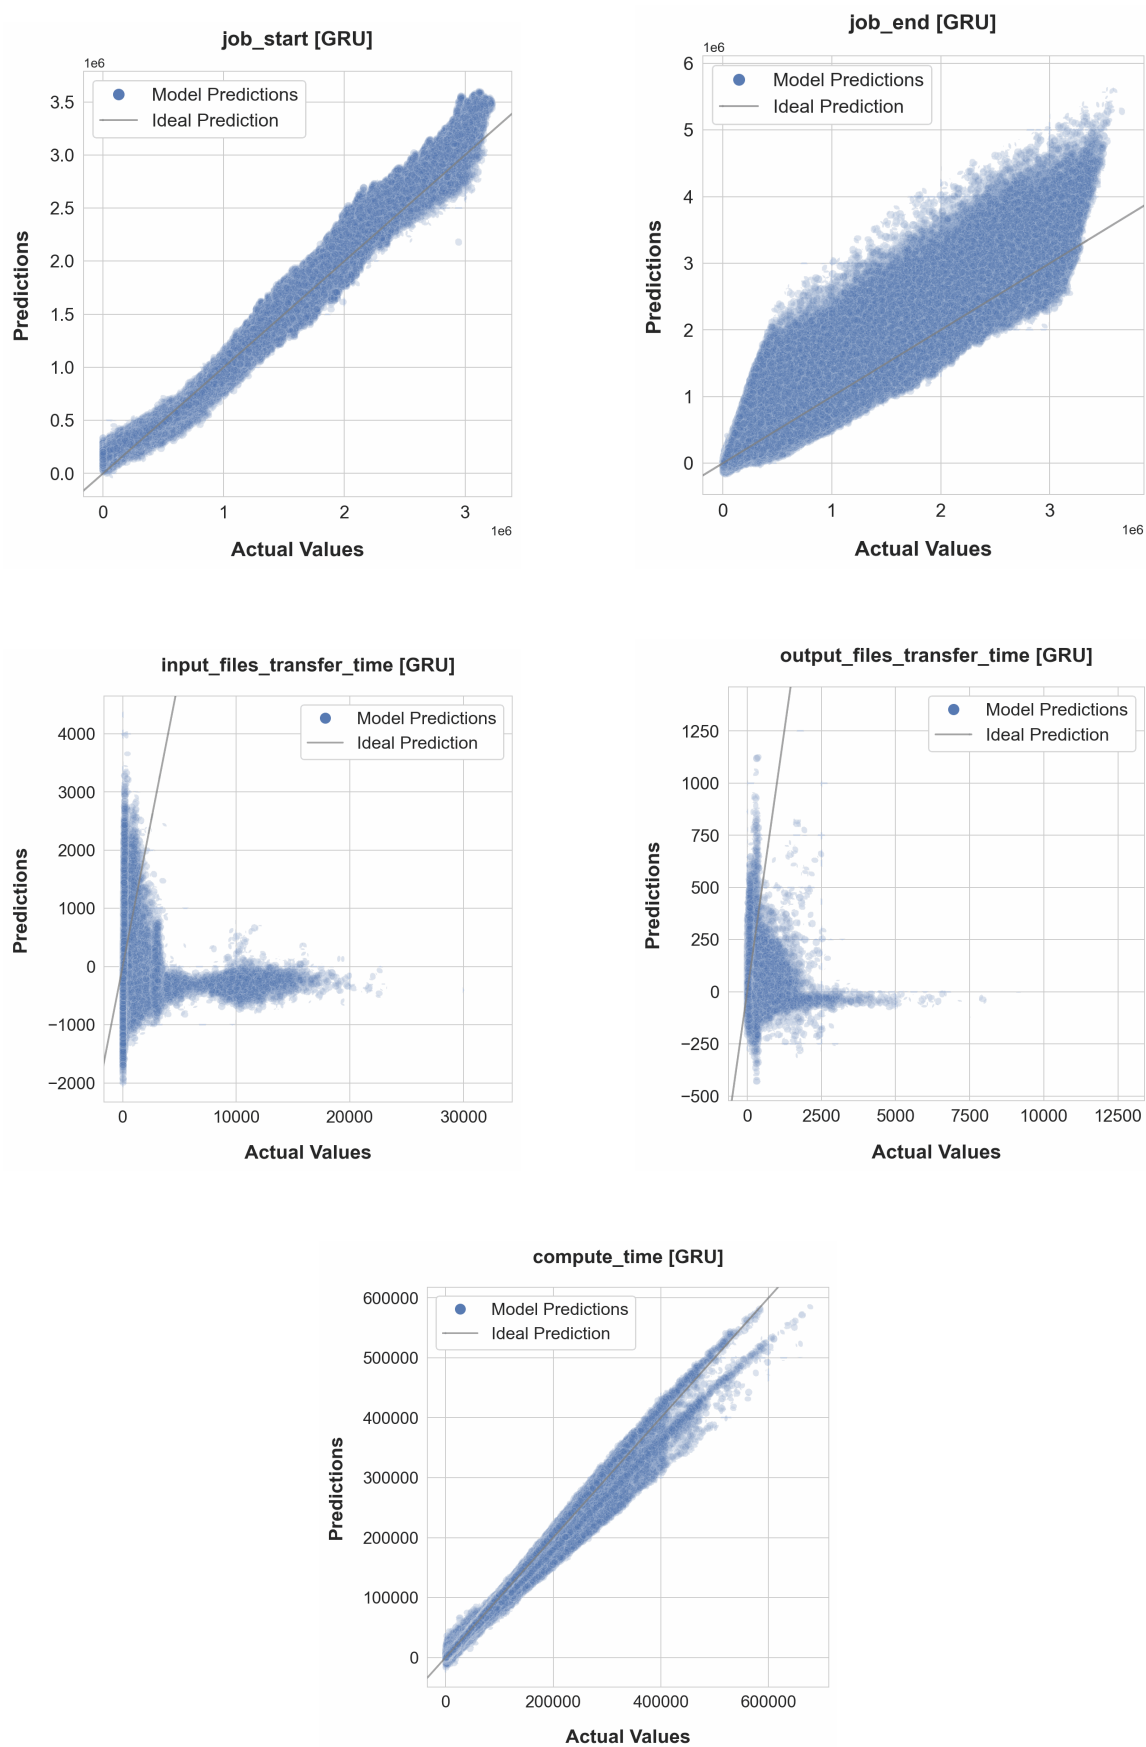 job_start [GRU]
1e6
Model Predictions
Ideal Prediction
3.5
3.0
2.5
2.0
1.5
1.0
0.5
0.0
Predictions
0 1 2 3
1e6
Actual Values
job_end [GRU]
1e6
Model Predictions
Ideal Prediction
6
5
4
3
2
1
0
Predictions
0 1 2 3
1e6
Actual Values
input_files_transfer_time [GRU]
Model Predictions
Ideal Prediction
4000
3000
2000
1000
0
−1000
−2000
Predictions
0 10000 20000 30000
Actual Values
output_files_transfer_time [GRU]
Model Predictions
Ideal Prediction
1250
1000
750
500
250
0
−250
−500
Predictions
0 2500 5000 7500 10000 12500
Actual Values
compute_time [GRU]
Model Predictions
Ideal Prediction
600000
500000
400000
300000
200000
100000
0
Predictions
0 200000 400000 600000
Actual Values